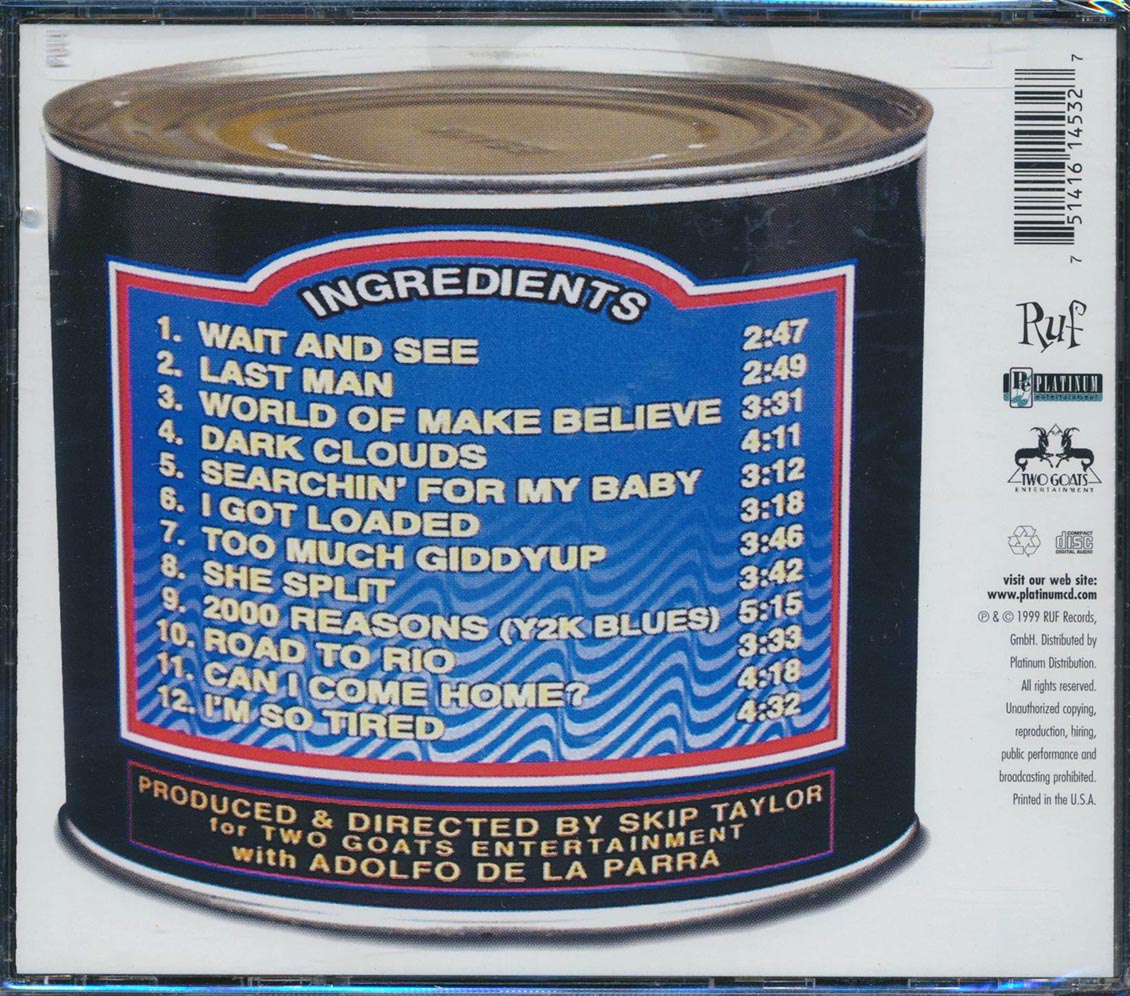 INGREDIENTS
1. WAIT AND SEE 2:47
2. LAST MAN 2:49
3. WORLD OF MAKE BELIEVE 3:31
4. DARK CLOUDS 4:11
5. SEARCHIN' FOR MY BABY 3:12
6. I GOT LOADED 3:18
7. TOO MUCH GIDDYUP 3:46
8. SHE SPLIT 3:42
9. 2000 REASONS (Y2K BLUES) 5:15
10. ROAD TO RIO 3:33
11. CAN I COME HOME? 4:18
12. I'M SO TIRED 4:32
PRODUCED & DIRECTED BY SKIP TAYLOR
for TWO GOATS ENTERTAINMENT
with ADOLFO DE LA PARRA
7 51416 14532 7
Ruf
PE PLATINUM
entertainment
TWO GOATS
ENTERTAINMENT
COMPACT
disc
DIGITAL AUDIO
visit our web site:
www.platinumcd.com
℗ & © 1999 RUF Records,
GmbH. Distributed by
Platinum Distribution.
All rights reserved.
Unauthorized copying,
reproduction, hiring,
public performance and
broadcasting prohibited.
Printed in the U.S.A.